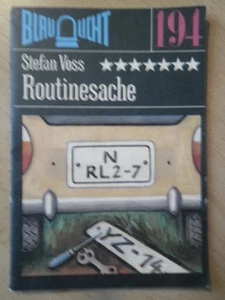 BLAULICHT 194
Stefan Voss
Routinesache
N
RL 2-7
YZ-14